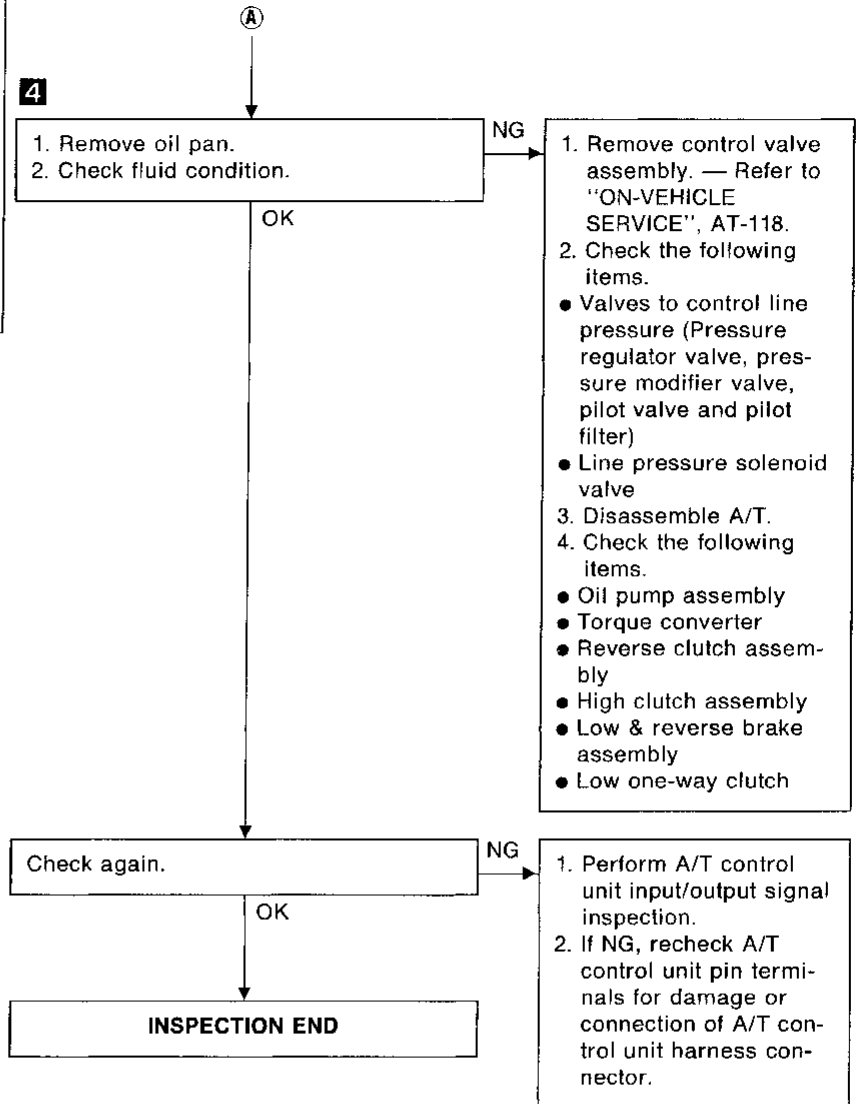 A
4
1. Remove oil pan.
2. Check fluid condition.
NG
OK
1. Remove control valve
assembly. — Refer to
"ON-VEHICLE
SERVICE", AT-118.
2. Check the following
items.
● Valves to control line
pressure (Pressure
regulator valve, pres-
sure modifier valve,
pilot valve and pilot
filter)
● Line pressure solenoid
valve
3. Disassemble A/T.
4. Check the following
items.
● Oil pump assembly
● Torque converter
● Reverse clutch assem-
bly
● High clutch assembly
● Low & reverse brake
assembly
● Low one-way clutch
Check again.
NG
OK
1. Perform A/T control
unit input/output signal
inspection.
2. If NG, recheck A/T
control unit pin termi-
nals for damage or
connection of A/T con-
trol unit harness con-
nector.
INSPECTION END